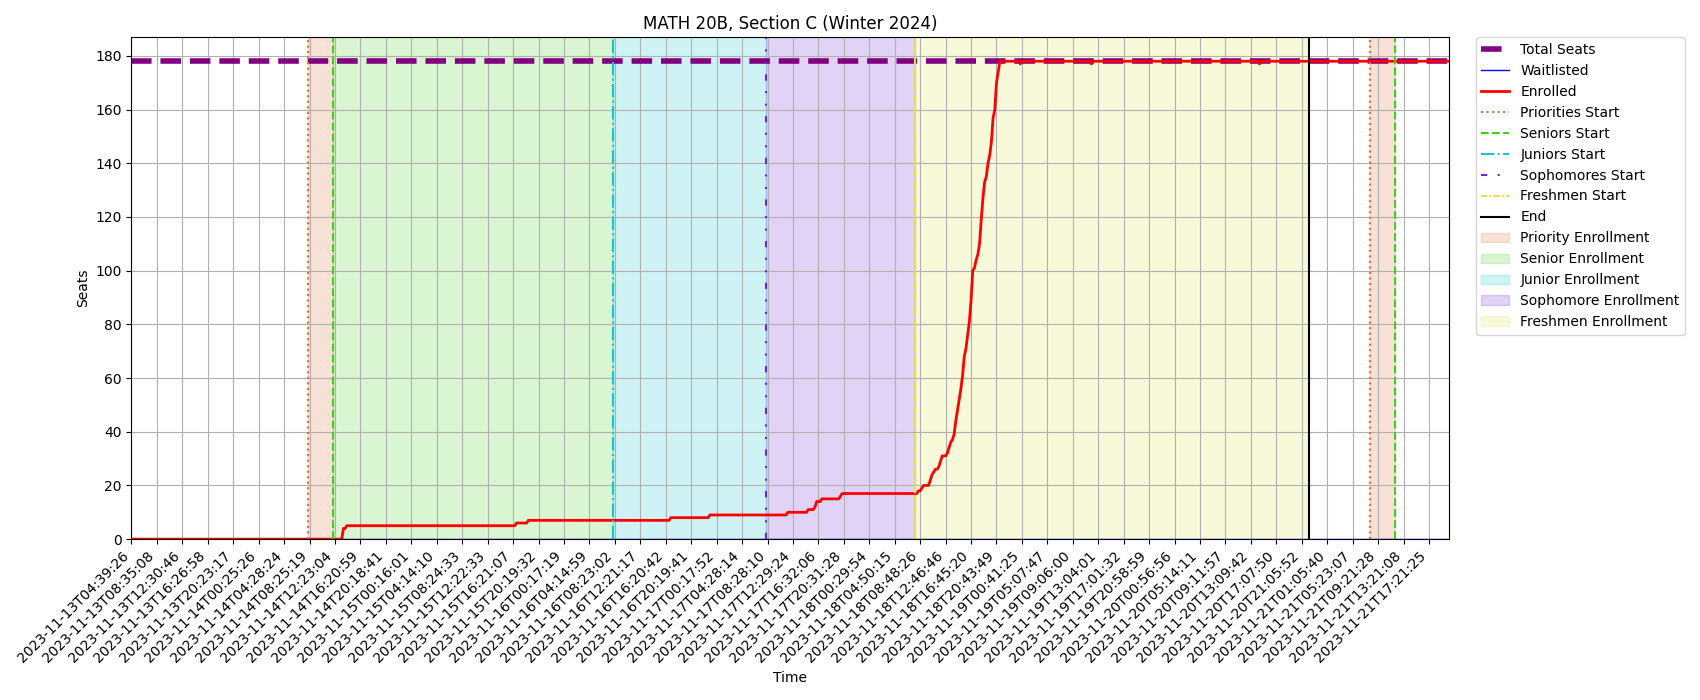 MATH 20B, Section C (Winter 2024)
Seats
180
160
140
120
100
80
60
40
20
0
2023-11-13T04:39:26
2023-11-13T08:35:08
2023-11-13T12:30:46
2023-11-13T16:26:58
2023-11-13T20:23:17
2023-11-14T00:25:26
2023-11-14T04:28:24
2023-11-14T08:25:19
2023-11-14T12:23:04
2023-11-14T16:20:59
2023-11-14T20:18:41
2023-11-15T00:16:01
2023-11-15T04:14:10
2023-11-15T08:24:33
2023-11-15T12:22:33
2023-11-15T16:21:07
2023-11-15T20:19:32
2023-11-16T00:17:19
2023-11-16T04:14:59
2023-11-16T08:23:02
2023-11-16T12:21:17
2023-11-16T16:20:42
2023-11-16T20:19:41
2023-11-17T00:17:52
2023-11-17T04:28:14
2023-11-17T08:28:10
2023-11-17T12:29:24
2023-11-17T16:32:06
2023-11-17T20:31:28
2023-11-18T00:29:54
2023-11-18T04:50:15
2023-11-18T08:48:26
2023-11-18T12:46:46
2023-11-18T16:45:20
2023-11-18T20:43:49
2023-11-19T00:41:25
2023-11-19T05:07:47
2023-11-19T09:06:00
2023-11-19T13:04:01
2023-11-19T17:01:32
2023-11-19T20:58:59
2023-11-20T00:56:56
2023-11-20T05:14:11
2023-11-20T09:11:57
2023-11-20T13:09:42
2023-11-20T17:07:50
2023-11-20T21:05:52
2023-11-21T01:05:40
2023-11-21T05:23:07
2023-11-21T09:21:28
2023-11-21T13:21:08
2023-11-21T17:21:25
Time
Total Seats
Waitlisted
Enrolled
Priorities Start
Seniors Start
Juniors Start
Sophomores Start
Freshmen Start
End
Priority Enrollment
Senior Enrollment
Junior Enrollment
Sophomore Enrollment
Freshmen Enrollment